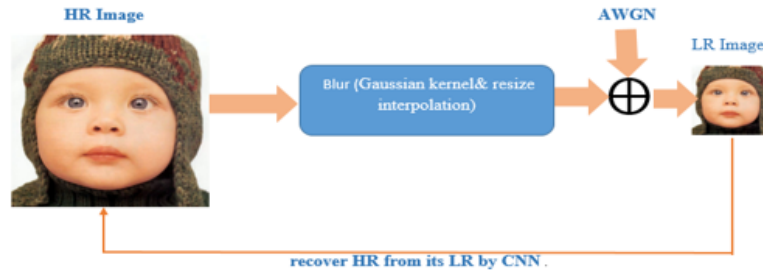 HR Image
AWGN
LR Image
Blur (Gaussian kernel& resize
interpolation)
recover HR from its LR by CNN .